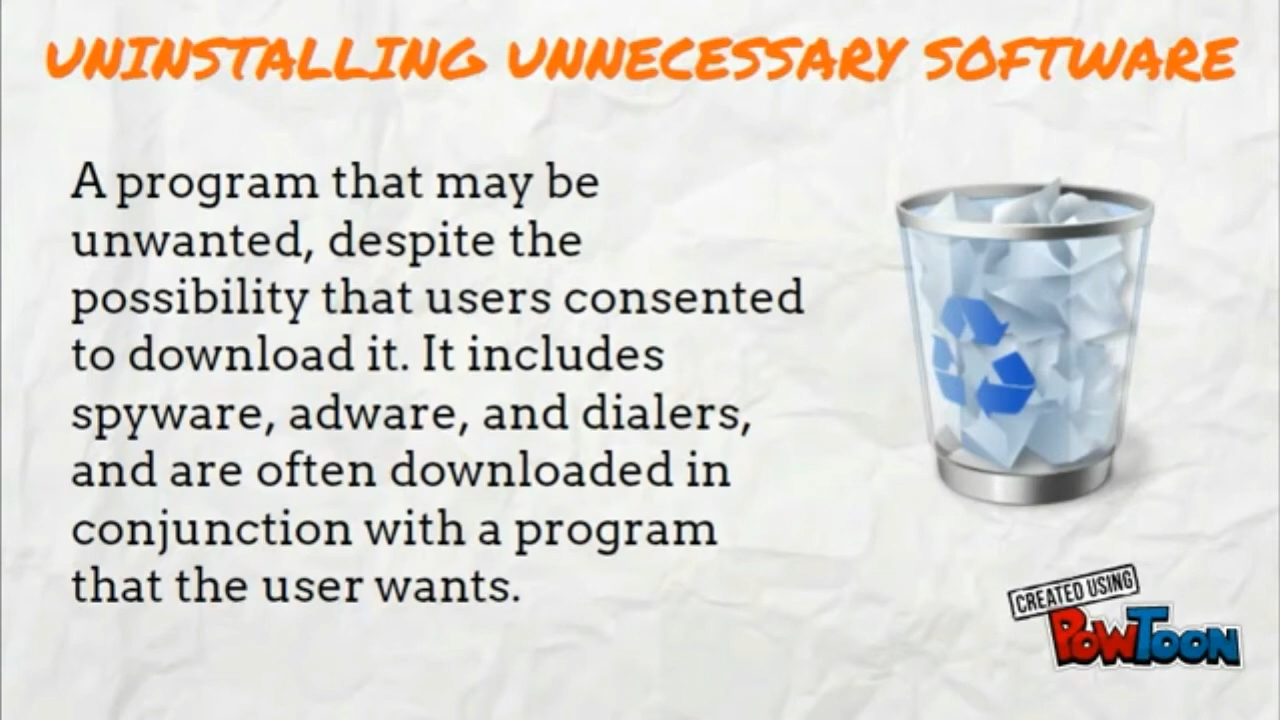 UNINSTALLING UNNECESSARY SOFTWARE
A program that may be
unwanted, despite the
possibility that users consented
to download it. It includes
spyware, adware, and dialers,
and are often downloaded in
conjunction with a program
that the user wants.
CREATED USING
POWTOON